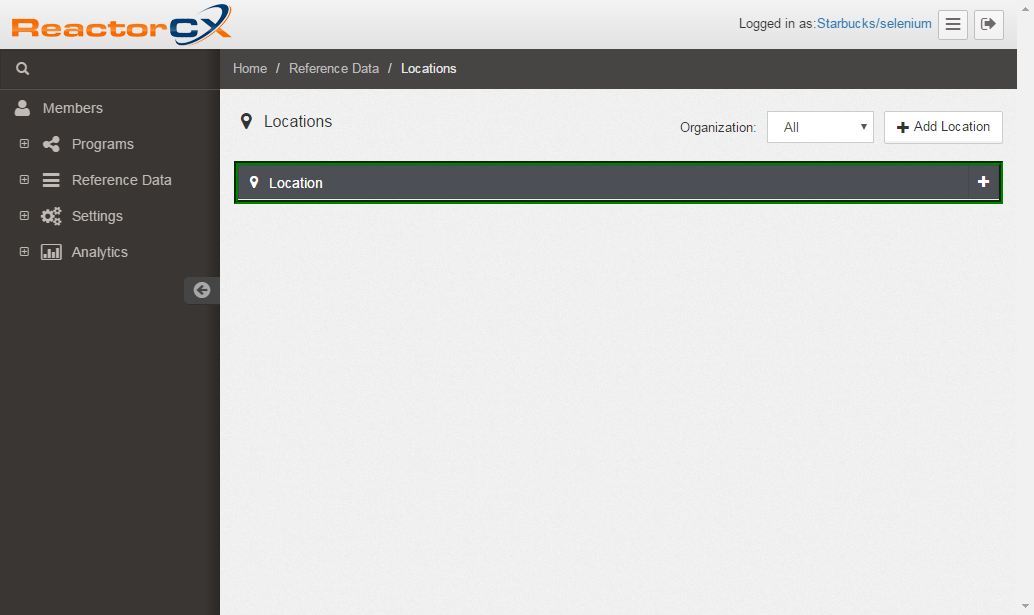 ReactorCX
Logged in as:Starbucks/selenium
Home / Reference Data / Locations
Members
Programs
Reference Data
Settings
Analytics
Locations
Organization: All Add Location
Location